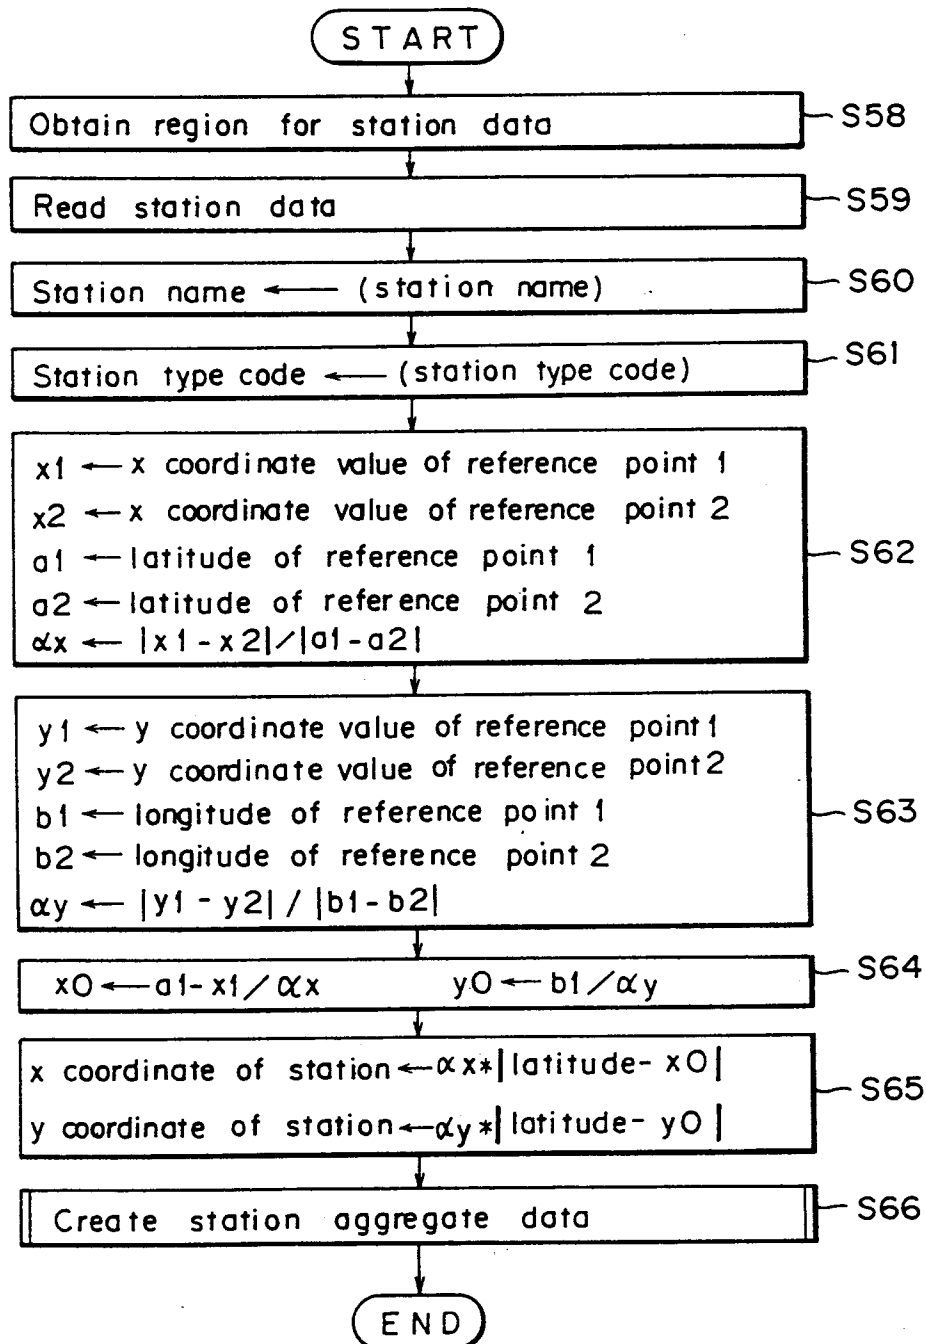 START
Obtain region for station data
S58
Read station data
S59
Station name ← (station name)
S60
Station type code ← (station type code)
S61
x1 ← x coordinate value of reference point 1
x2 ← x coordinate value of reference point 2
a1 ← latitude of reference point 1
a2 ← latitude of reference point 2
αx ← |x1-x2|/|a1-a2|
S62
y1 ← y coordinate value of reference point 1
y2 ← y coordinate value of reference point 2
b1 ← longitude of reference point 1
b2 ← longitude of reference point 2
αy ← |y1-y2| / |b1-b2|
S63
x0 ← a1-x1/αx y0 ← b1/αy
S64
x coordinate of station ← αx*|latitude- x0|
y coordinate of station ← αy*|latitude- y0|
S65
Create station aggregate data
S66
END